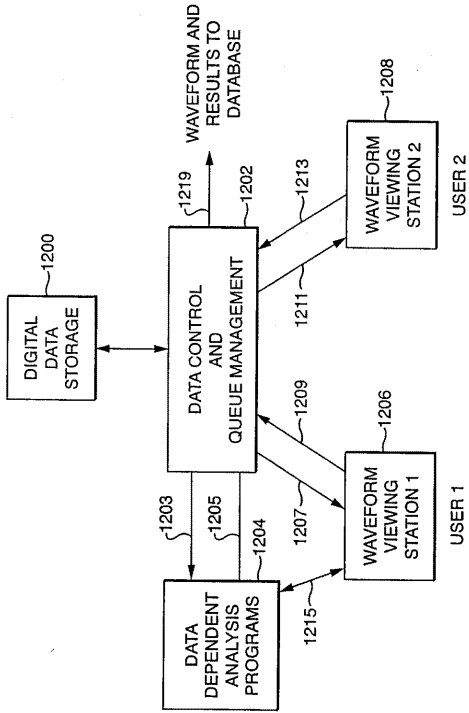 DIGITAL
DATA
STORAGE
1200
WAVEFORM AND
RESULTS TO
DATABASE
1219
1202
DATA CONTROL
AND
QUEUE MANAGEMENT
1203
1205
1204
DATA
DEPENDENT
ANALYSIS
PROGRAMS
1215
1207
1209
1206
WAVEFORM
VIEWING
STATION 1
USER 1
1211
1213
1208
WAVEFORM
VIEWING
STATION 2
USER 2